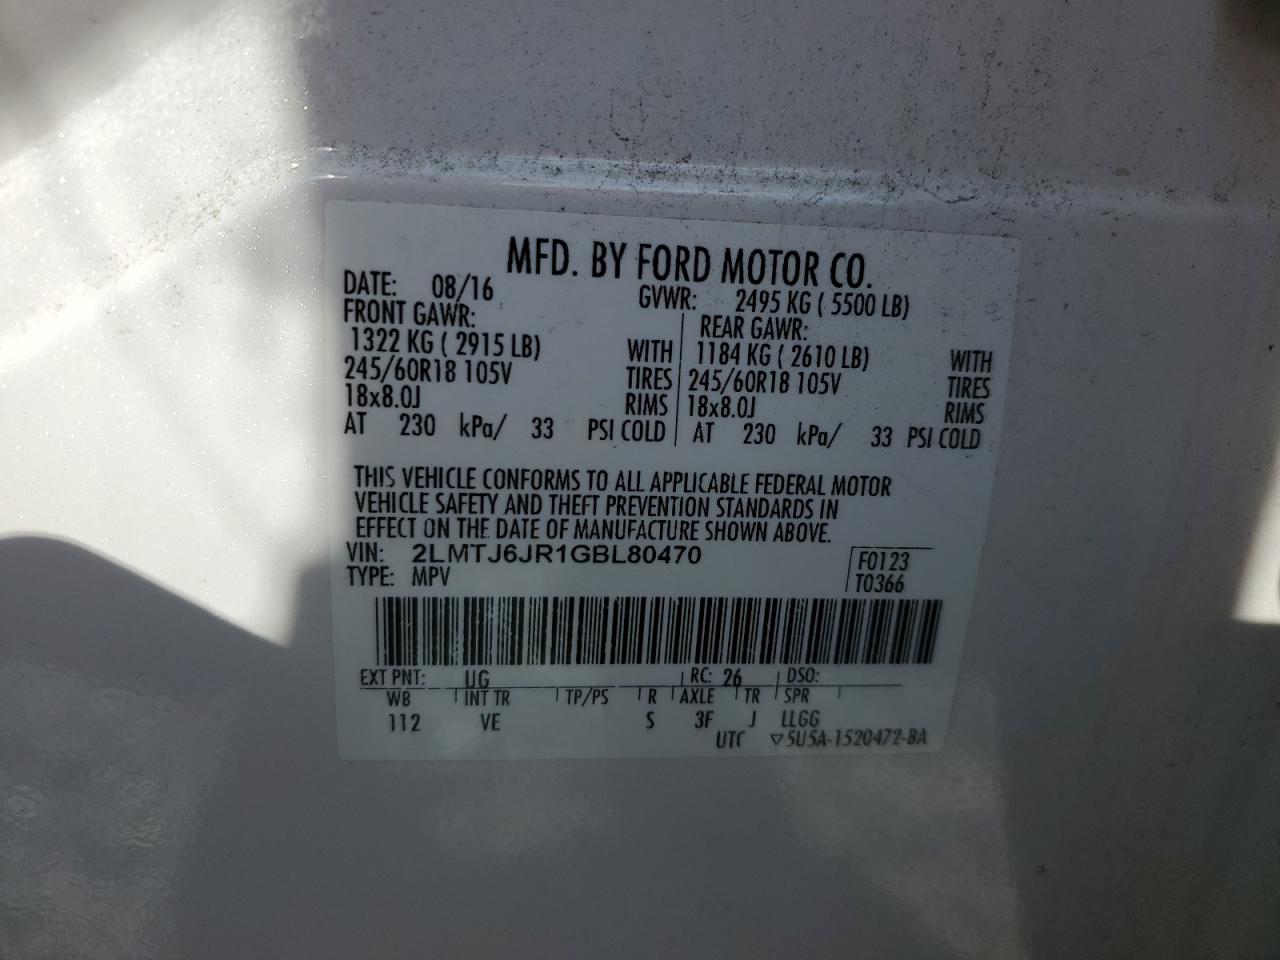 MFD. BY FORD MOTOR CO.
DATE: 08/16 GVWR: 2495 KG ( 5500 LB)
FRONT GAWR: REAR GAWR:
1322 KG ( 2915 LB) WITH 1184 KG ( 2610 LB) WITH
245/60R18 105V TIRES 245/60R18 105V TIRES
18x8.0J RIMS 18x8.0J RIMS
AT 230 kPa/ 33 PSI COLD AT 230 kPa/ 33 PSI COLD
THIS VEHICLE CONFORMS TO ALL APPLICABLE FEDERAL MOTOR
VEHICLE SAFETY AND THEFT PREVENTION STANDARDS IN
EFFECT ON THE DATE OF MANUFACTURE SHOWN ABOVE.
VIN: 2LMTJ6JR1GBL80470 F0123
TYPE: MPV T0366
EXT PNT: UG RC: 26 DSO:
WB INT TR TP/PS R AXLE TR SPR
112 VE S 3F J LLGG
UTC ▽5U5A-1520472-BA